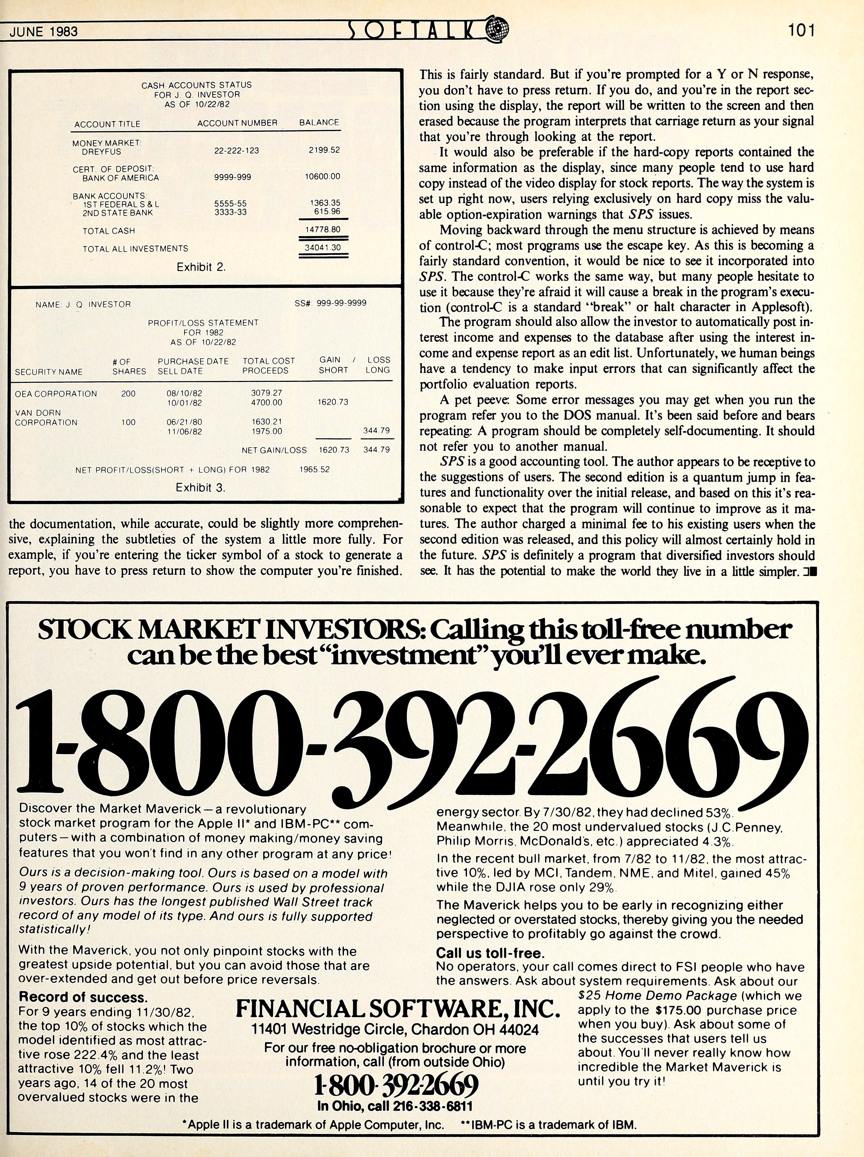 JUNE 1983
SOFTALK
101
CASH ACCOUNTS STATUS
FOR J. Q. INVESTOR
AS OF 10/22/82
ACCOUNT TITLE ACCOUNT NUMBER BALANCE
MONEY MARKET:
DREYFUS 22-222-123 2199.52
CERT. OF DEPOSIT:
BANK OF AMERICA 9999-999 10600.00
BANK ACCOUNTS:
1ST FEDERAL S & L 5555-55 1363.35
2ND STATE BANK 3333-33 615.96
TOTAL CASH 14778.80
TOTAL ALL INVESTMENTS 34041.30
Exhibit 2.
NAME: J. Q. INVESTOR SS#: 999-99-9999
PROFIT/LOSS STATEMENT
FOR 1982
AS OF 10/22/82
# OF PURCHASE DATE TOTAL COST GAIN / LOSS
SECURITY NAME SHARES SELL DATE PROCEEDS SHORT LONG
OEA CORPORATION 200 08/10/82 3079.27
10/01/82 4700.00 1620.73
VAN DORN
CORPORATION 100 06/21/80 1630.21
11/06/82 1975.00 344.79
NET GAIN/LOSS 1620.73 344.79
NET PROFIT/LOSS(SHORT + LONG) FOR 1982 1965.52
Exhibit 3.
the documentation, while accurate, could be slightly more comprehen-
sive, explaining the subtleties of the system a little more fully. For
example, if you're entering the ticker symbol of a stock to generate a
report, you have to press return to show the computer you're finished.
This is fairly standard. But if you're prompted for a Y or N response,
you don't have to press return. If you do, and you're in the report sec-
tion using the display, the report will be written to the screen and then
erased because the program interprets that carriage return as your signal
that you're through looking at the report.
It would also be preferable if the hard-copy reports contained the
same information as the display, since many people tend to use hard
copy instead of the video display for stock reports. The way the system is
set up right now, users relying exclusively on hard copy miss the valu-
able option-expiration warnings that SPS issues.
Moving backward through the menu structure is achieved by means
of control-C; most programs use the escape key. As this is becoming a
fairly standard convention, it would be nice to see it incorporated into
SPS. The control-C works the same way, but many people hesitate to
use it because they're afraid it will cause a break in the program's execu-
tion (control-C is a standard "break" or halt character in Applesoft).
The program should also allow the investor to automatically post in-
terest income and expenses to the database after using the interest in-
come and expense report as an edit list. Unfortunately, we human beings
have a tendency to make input errors that can significantly affect the
portfolio evaluation reports.
A pet peeve: Some error messages you may get when you run the
program refer you to the DOS manual. It's been said before and bears
repeating: A program should be completely self-documenting. It should
not refer you to another manual.
SPS is a good accounting tool. The author appears to be receptive to
the suggestions of users. The second edition is a quantum jump in fea-
tures and functionality over the initial release, and based on this it's rea-
sonable to expect that the program will continue to improve as it ma-
tures. The author charged a minimal fee to his existing users when the
second edition was released, and this policy will almost certainly hold in
the future. SPS is definitely a program that diversified investors should
see. It has the potential to make the world they live in a little simpler.
STOCK MARKET INVESTORS: Calling this toll-free number
can be the best "investment" you'll ever make.
1-800-392-2669
Discover the Market Maverick—a revolutionary
stock market program for the Apple II* and IBM-PC** com-
puters—with a combination of money making/money saving
features that you won't find in any other program at any price!
Ours is a decision-making tool. Ours is based on a model with
9 years of proven performance. Ours is used by professional
investors. Ours has the longest published Wall Street track
record of any model of its type. And ours is fully supported
statistically!
With the Maverick, you not only pinpoint stocks with the
greatest upside potential, but you can avoid those that are
over-extended and get out before price reversals.
Record of success.
For 9 years ending 11/30/82,
the top 10% of stocks which the
model identified as most attrac-
tive rose 222.4% and the least
attractive 10% fell 11.2%! Two
years ago, 14 of the 20 most
overvalued stocks were in the
energy sector. By 7/30/82, they had declined 53%.
Meanwhile, the 20 most undervalued stocks (J.C. Penney,
Philip Morris, McDonald's, etc.) appreciated 4.3%.
In the recent bull market, from 7/82 to 11/82, the most attrac-
tive 10%, led by MCI, Tandem, NME, and Mitel, gained 45%
while the DJIA rose only 29%.
The Maverick helps you to be early in recognizing either
neglected or overstated stocks, thereby giving you the needed
perspective to profitably go against the crowd.
Call us toll-free.
No operators, your call comes direct to FSI people who have
the answers. Ask about system requirements. Ask about our
$25 Home Demo Package (which we
apply to the $175.00 purchase price
when you buy). Ask about some of
the successes that users tell us
about. You'll never really know how
incredible the Market Maverick is
until you try it!
FINANCIAL SOFTWARE, INC.
11401 Westridge Circle, Chardon OH 44024
For our free no-obligation brochure or more
information, call (from outside Ohio)
1-800-392-2669
In Ohio, call 216-338-6811
*Apple II is a trademark of Apple Computer, Inc. **IBM-PC is a trademark of IBM.